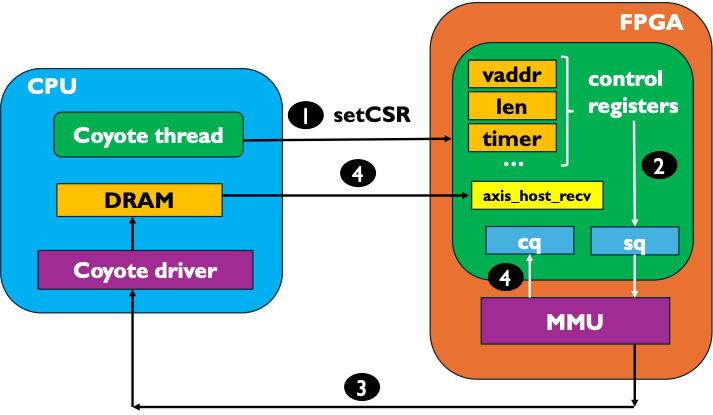 FPGA
CPU
vaddr
control
registers
len
1 setCSR
Coyote thread
timer
...
2
4
DRAM
axis_host_recv
cq
sq
Coyote driver
4
MMU
3